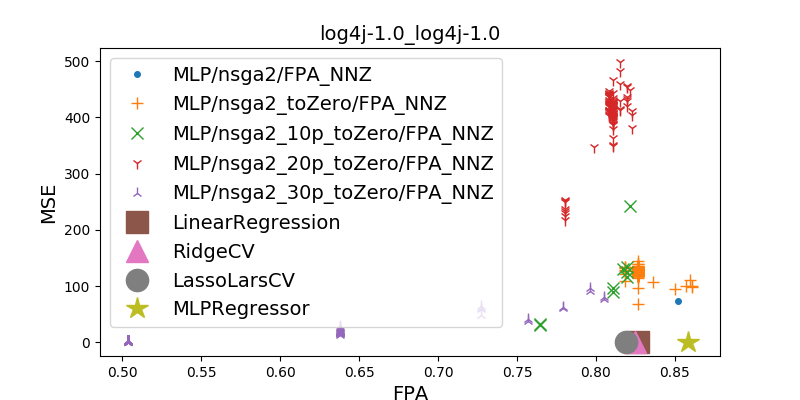 log4j-1.0_log4j-1.0
500
400
300
200
100
0
MSE
MLP/nsga2/FPA_NNZ
MLP/nsga2_toZero/FPA_NNZ
MLP/nsga2_10p_toZero/FPA_NNZ
MLP/nsga2_20p_toZero/FPA_NNZ
MLP/nsga2_30p_toZero/FPA_NNZ
LinearRegression
RidgeCV
LassoLarsCV
MLPRegressor
0.50 0.55 0.60 0.65 0.70 0.75 0.80 0.85
FPA